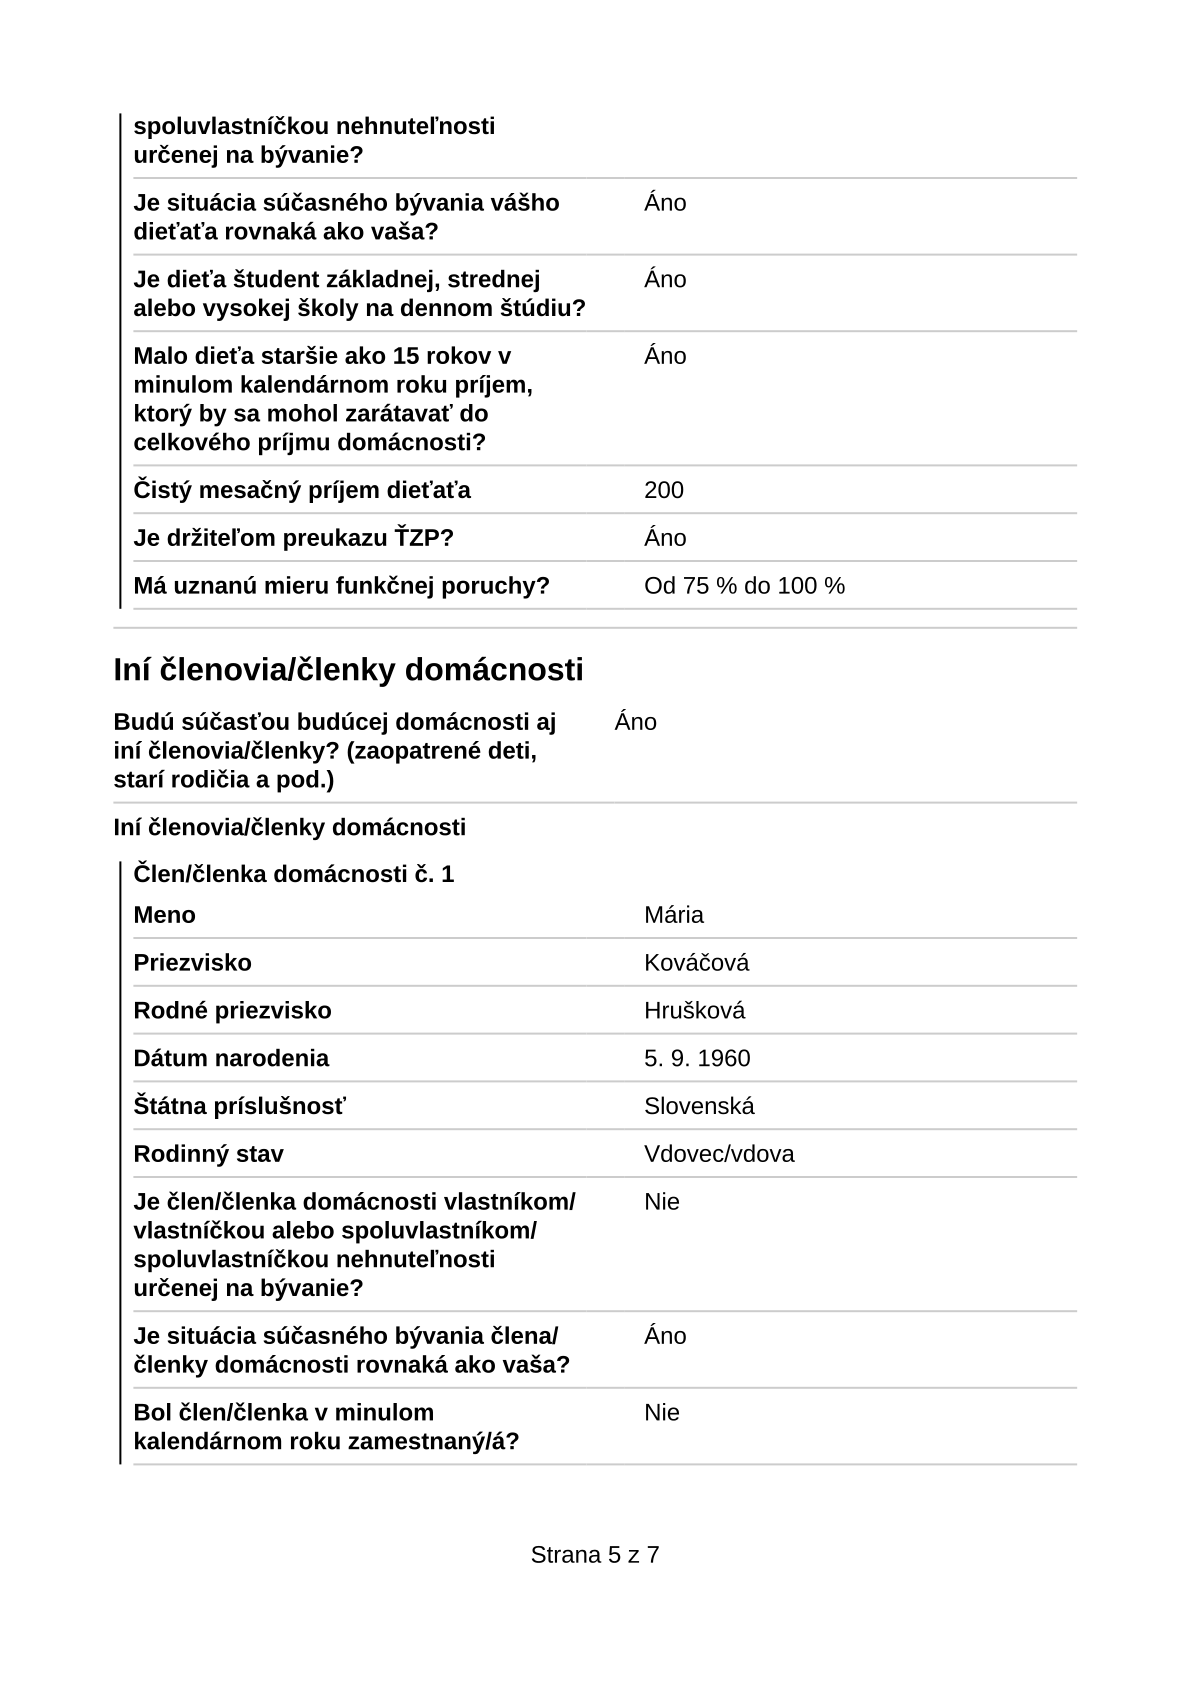 spoluvlastníčkou nehnuteľnosti
určenej na bývanie?
Je situácia súčasného bývania vášho Áno
dieťaťa rovnaká ako vaša?
Je dieťa študent základnej, strednej Áno
alebo vysokej školy na dennom štúdiu?
Malo dieťa staršie ako 15 rokov v Áno
minulom kalendárnom roku príjem,
ktorý by sa mohol zarátavať do
celkového príjmu domácnosti?
Čistý mesačný príjem dieťaťa 200
Je držiteľom preukazu ŤZP? Áno
Má uznanú mieru funkčnej poruchy? Od 75 % do 100 %
Iní členovia/členky domácnosti
Budú súčasťou budúcej domácnosti aj Áno
iní členovia/členky? (zaopatrené deti,
starí rodičia a pod.)
Iní členovia/členky domácnosti
Člen/členka domácnosti č. 1
Meno Mária
Priezvisko Kováčová
Rodné priezvisko Hrušková
Dátum narodenia 5. 9. 1960
Štátna príslušnosť Slovenská
Rodinný stav Vdovec/vdova
Je člen/členka domácnosti vlastníkom/ Nie
vlastníčkou alebo spoluvlastníkom/
spoluvlastníčkou nehnuteľnosti
určenej na bývanie?
Je situácia súčasného bývania člena/ Áno
členky domácnosti rovnaká ako vaša?
Bol člen/členka v minulom Nie
kalendárnom roku zamestnaný/á?
Strana 5 z 7